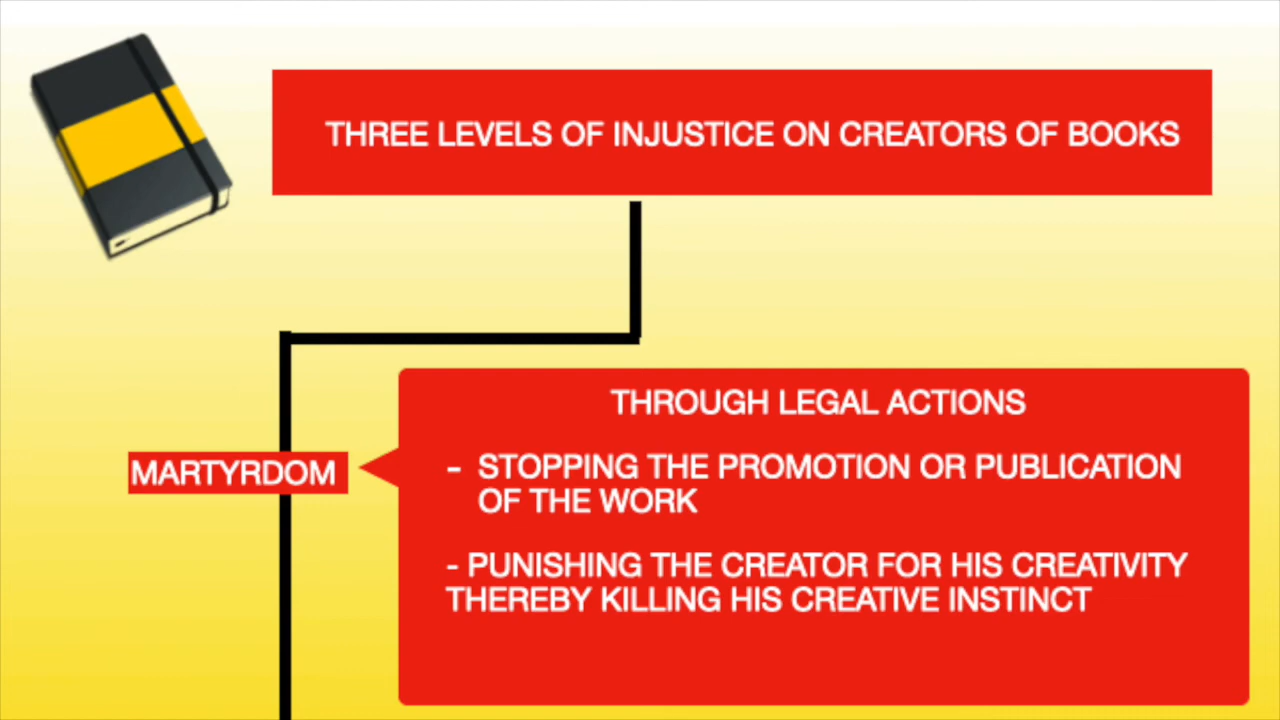 THREE LEVELS OF INJUSTICE ON CREATORS OF BOOKS
MARTYRDOM
THROUGH LEGAL ACTIONS
- STOPPING THE PROMOTION OR PUBLICATION
OF THE WORK
- PUNISHING THE CREATOR FOR HIS CREATIVITY
THEREBY KILLING HIS CREATIVE INSTINCT